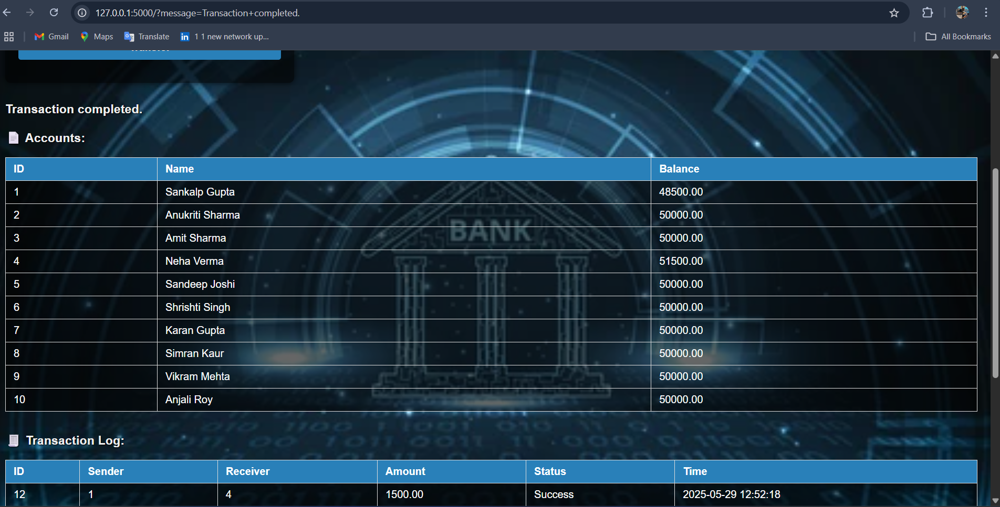 127.0.0.1:5000/?message=Transaction+completed.
Gmail Maps Translate 1 1 new network up... All Bookmarks
Transaction completed.
Accounts:
ID Name Balance
1 Sankalp Gupta 48500.00
2 Anukriti Sharma 50000.00
3 Amit Sharma 50000.00
4 Neha Verma 51500.00
5 Sandeep Joshi 50000.00
6 Shrishti Singh 50000.00
7 Karan Gupta 50000.00
8 Simran Kaur 50000.00
9 Vikram Mehta 50000.00
10 Anjali Roy 50000.00
BANK
Transaction Log:
ID Sender Receiver Amount Status Time
12 1 4 1500.00 Success 2025-05-29 12:52:18